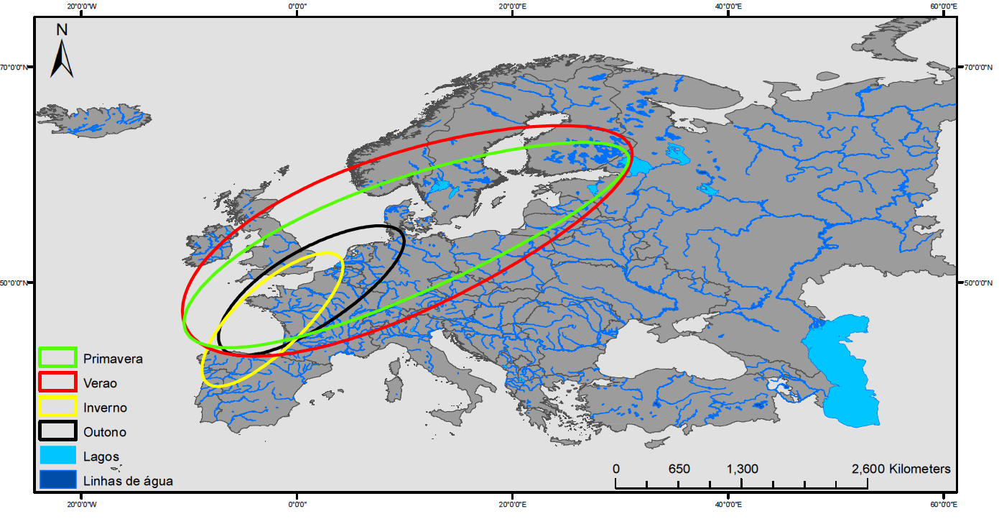 20°0'0"W 0°0'0" 20°0'0"E 40°0'0"E 60°0'0"E
N
70°0'0"N 70°0'0"N
50°0'0"N 50°0'0"N
Primavera
Verao
Inverno
Outono
Lagos
Linhas de água
0 650 1,300 2,600 Kilometers
20°0'0"W 0°0'0" 20°0'0"E 40°0'0"E 60°0'0"E